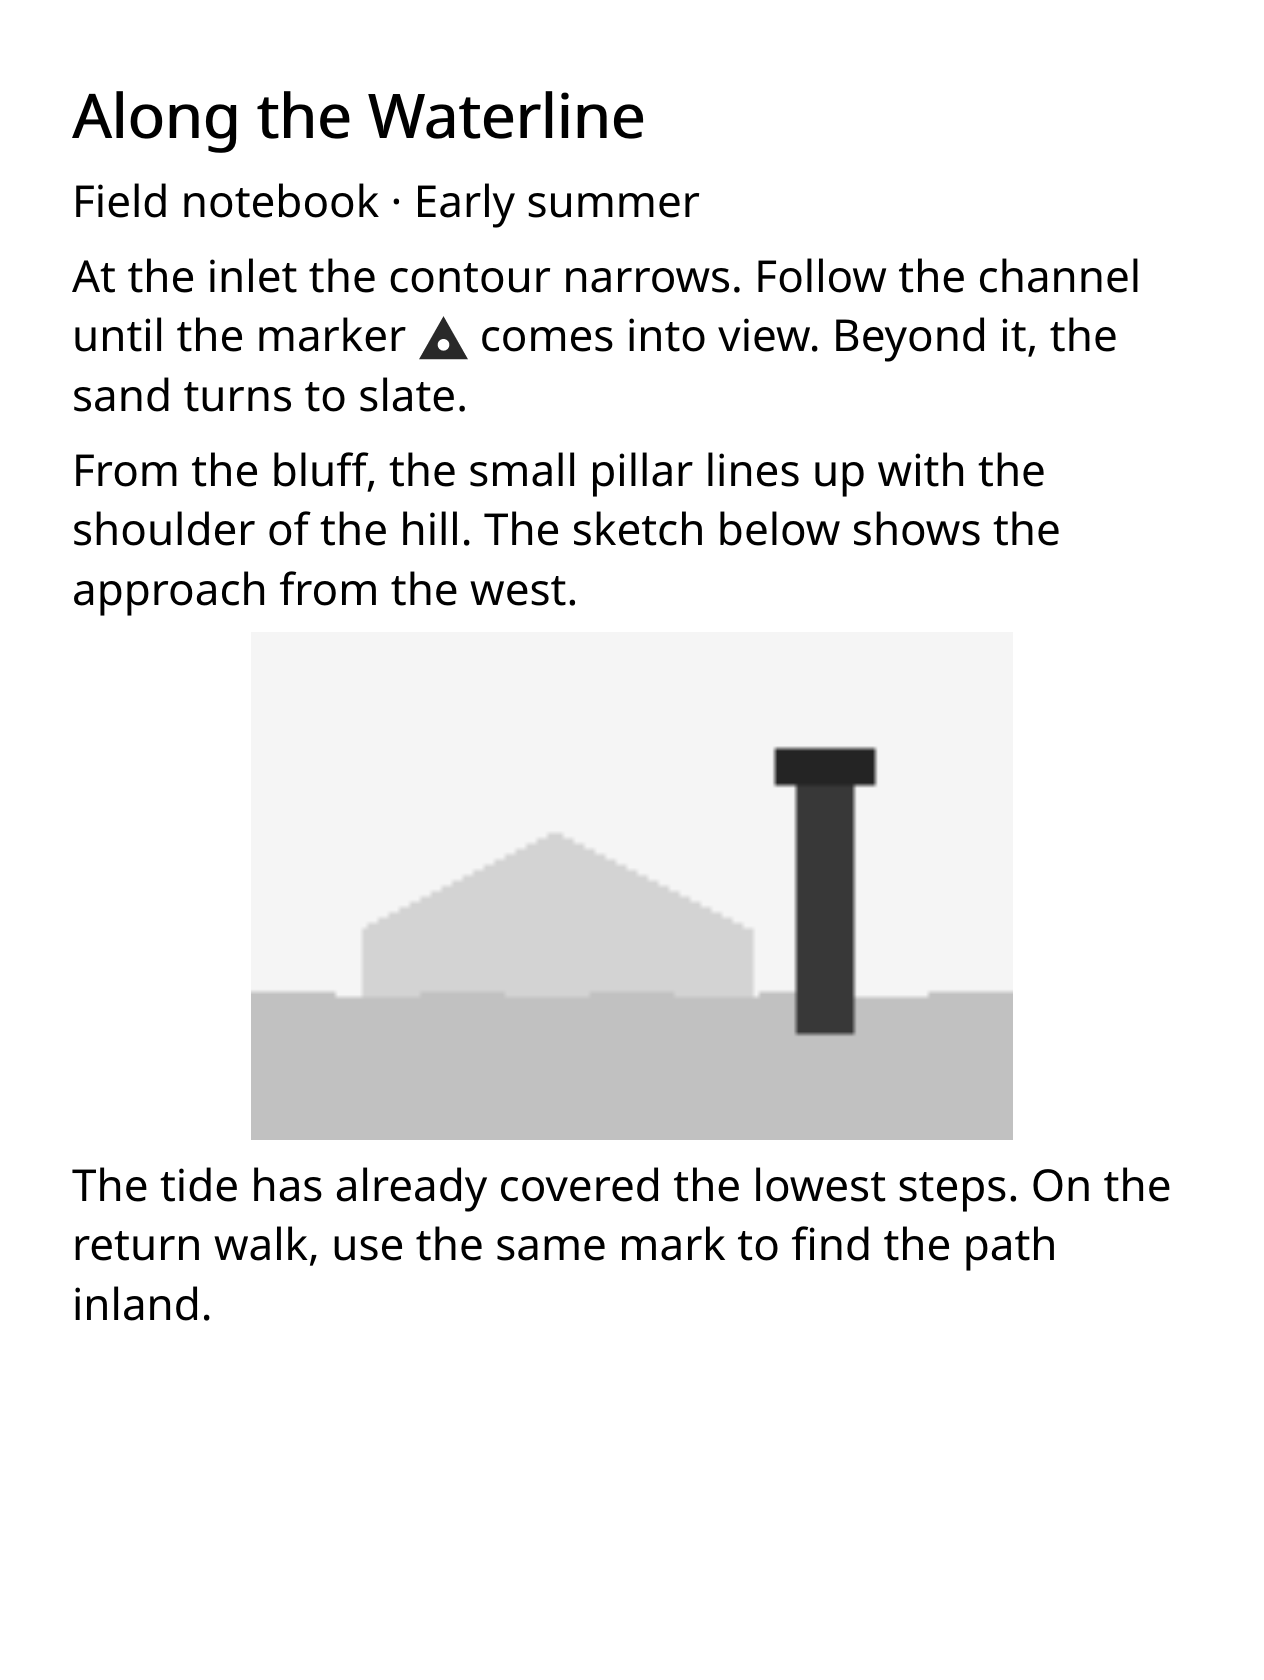 Along the Waterline
Field notebook · Early summer
At the inlet the contour narrows. Follow the channel
until the marker comes into view. Beyond it, the
sand turns to slate.
From the bluff, the small pillar lines up with the
shoulder of the hill. The sketch below shows the
approach from the west.
The tide has already covered the lowest steps. On the
return walk, use the same mark to find the path
inland.